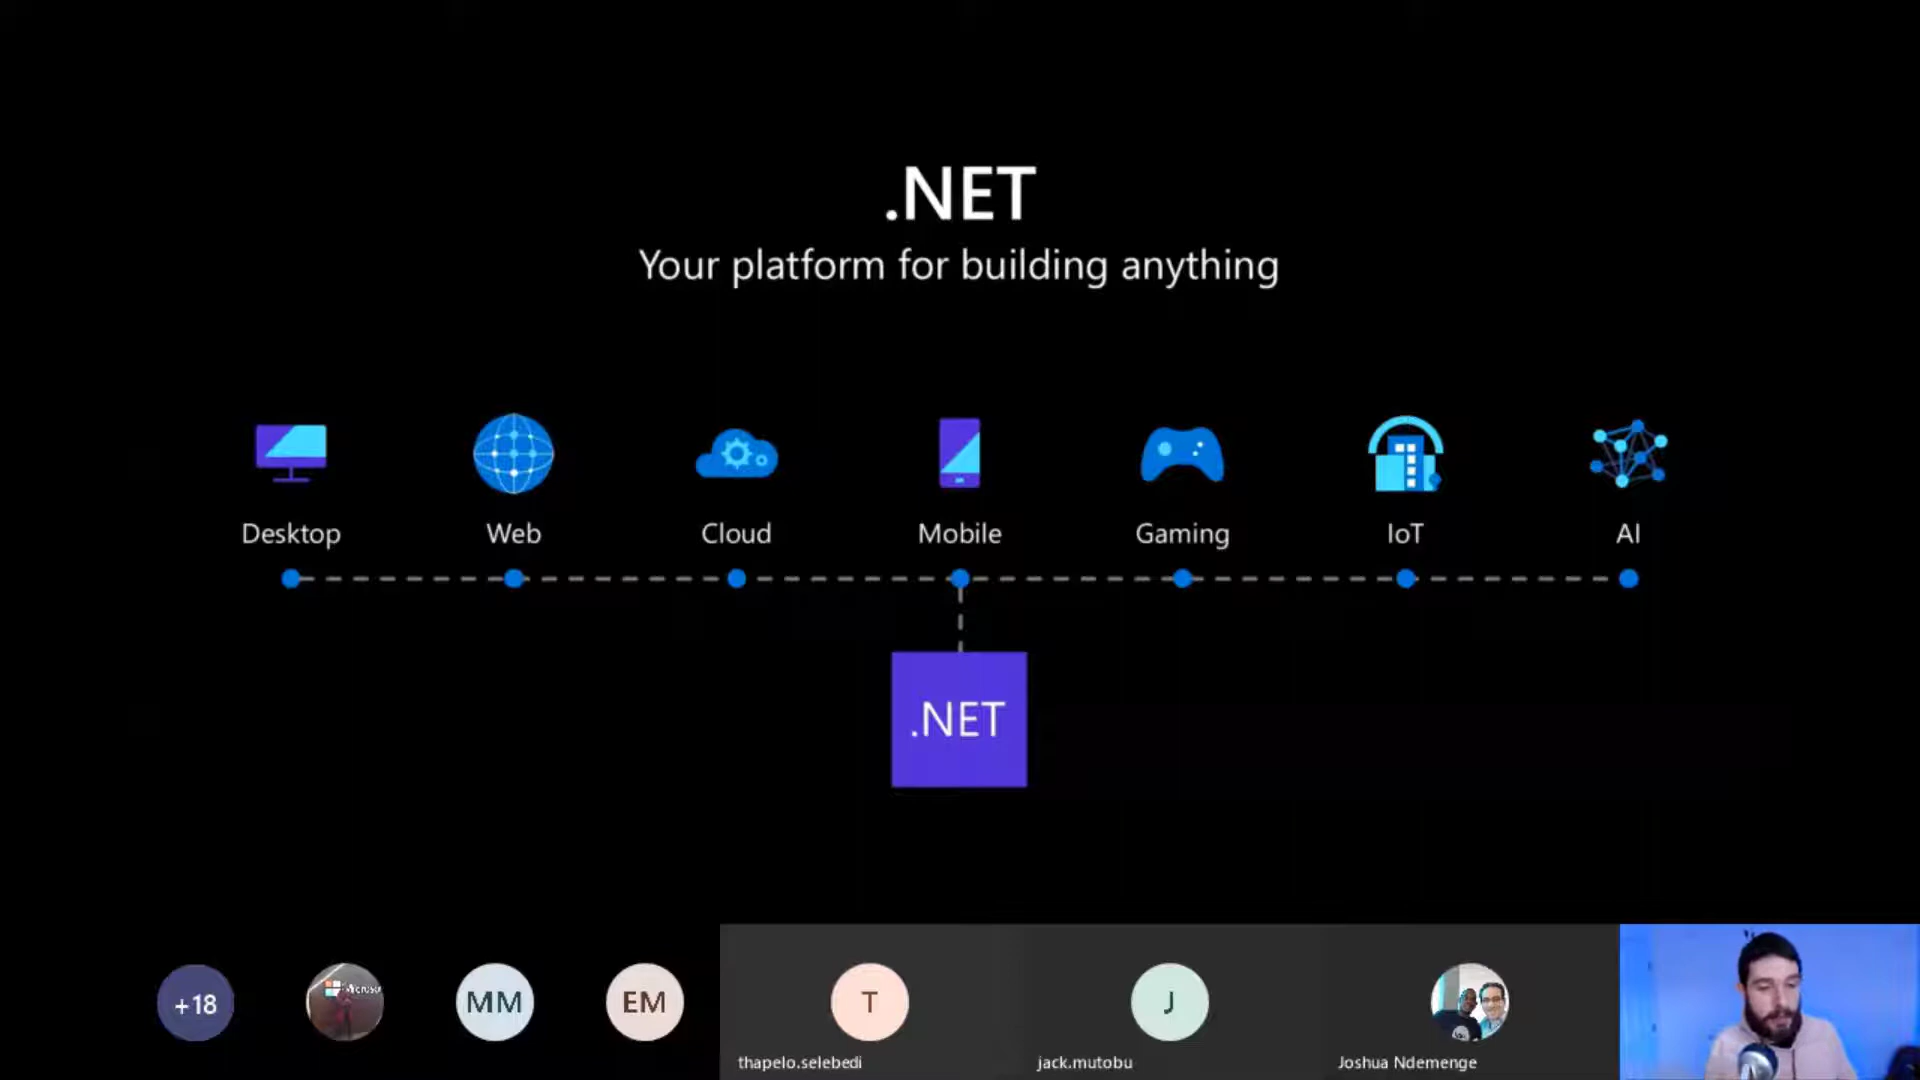 .NET
Your platform for building anything
Desktop
Web
Cloud
Mobile
Gaming
IoT
AI
.NET
+18
MM
EM
T
J
thapelo.selebedi
jack.mutobu
Joshua Ndemenge